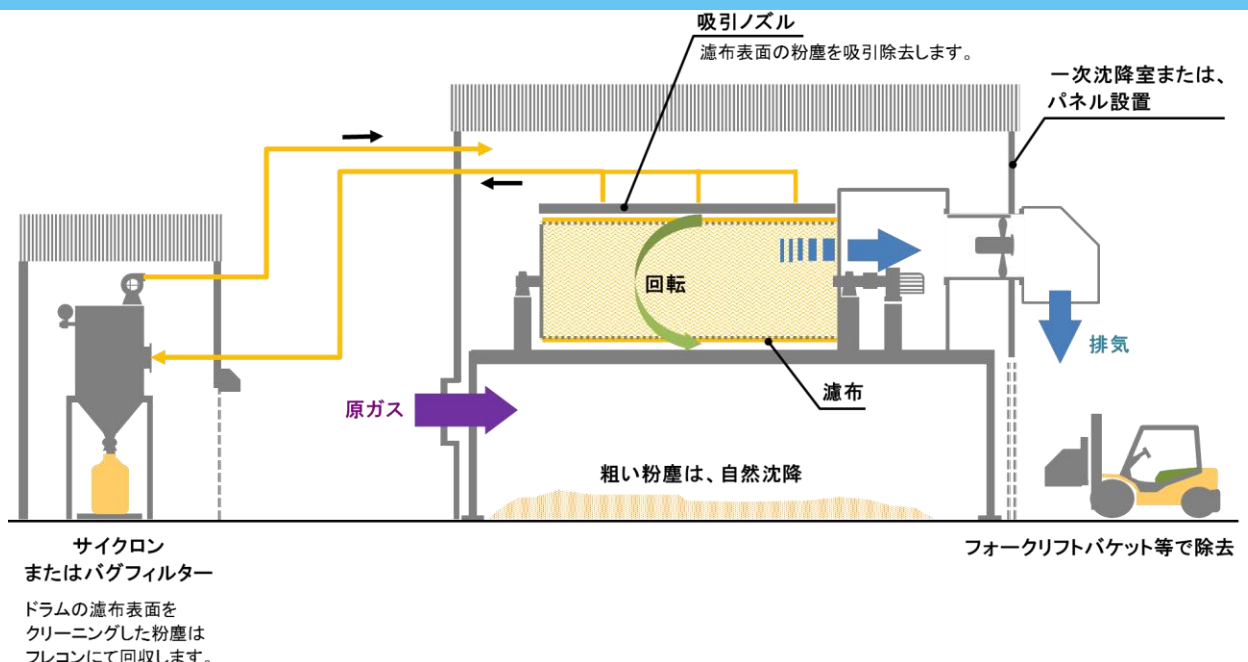 吸引ノズル
濾布表面の粉塵を吸引除去します。
一次沈降室または、
パネル設置
回転
排気
濾布
原ガス
粗い粉塵は、自然沈降
サイクロン
またはバグフィルター
フォークリフトバケット等で除去
ドラムの濾布表面を
クリーニングした粉塵は
フレコンにて回収します。